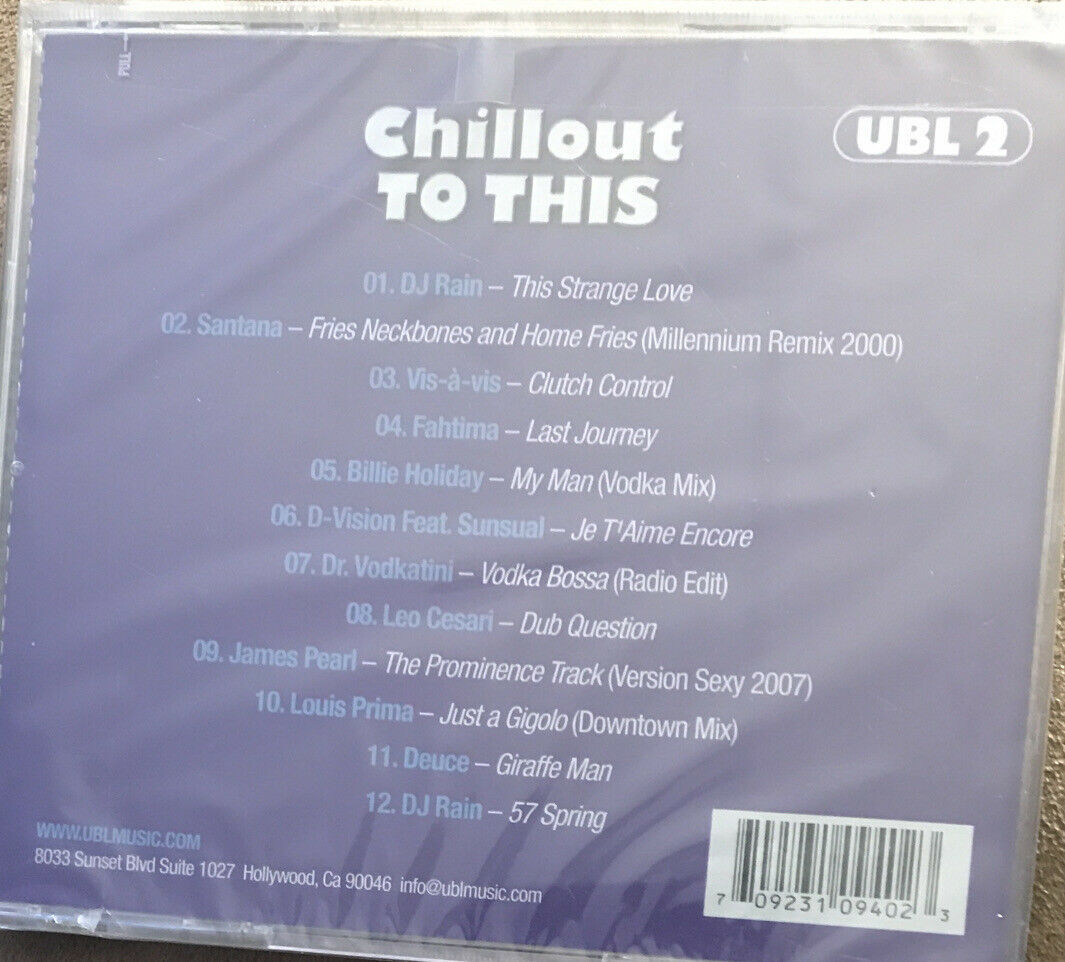 PULL
Chillout
TO THIS
UBL 2
01. DJ Rain – This Strange Love
02. Santana – Fries Neckbones and Home Fries (Millennium Remix 2000)
03. Vis-à-vis – Clutch Control
04. Fahtima – Last Journey
05. Billie Holiday – My Man (Vodka Mix)
06. D-Vision Feat. Sunsual – Je T'Aime Encore
07. Dr. Vodkatini – Vodka Bossa (Radio Edit)
08. Leo Cesari – Dub Question
09. James Pearl – The Prominence Track (Version Sexy 2007)
10. Louis Prima – Just a Gigolo (Downtown Mix)
11. Deuce – Giraffe Man
12. DJ Rain – 57 Spring
WWW.UBLMUSIC.COM
8033 Sunset Blvd Suite 1027 Hollywood, Ca 90046 info@ublmusic.com
7 09231 09402 3